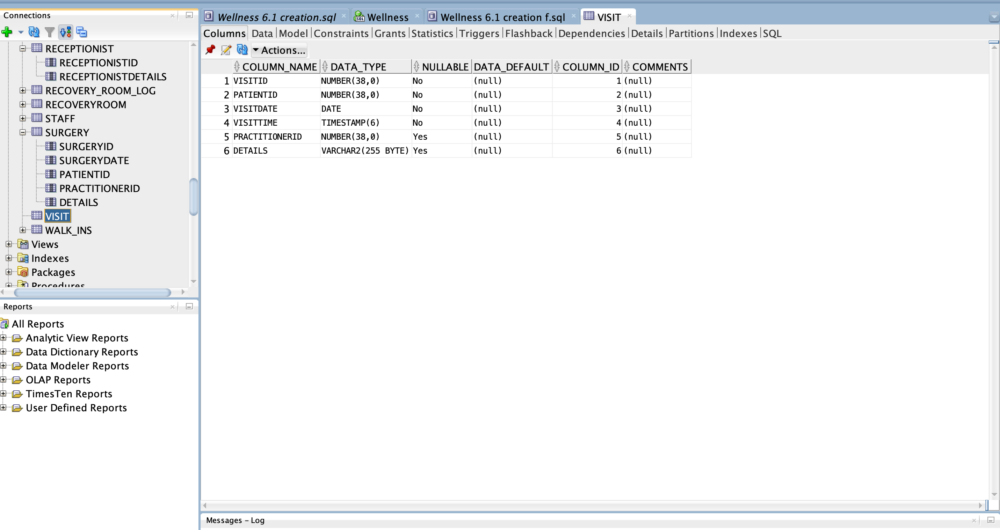 Connections
RECEPTIONIST
RECEPTIONISTID
RECEPTIONISTDETAILS
RECOVERY_ROOM_LOG
RECOVERYROOM
STAFF
SURGERY
SURGERYID
SURGERYDATE
PATIENTID
PRACTITIONERID
DETAILS
VISIT
WALK_INS
Views
Indexes
Packages
Procedures
Reports
All Reports
Analytic View Reports
Data Dictionary Reports
Data Modeler Reports
OLAP Reports
TimesTen Reports
User Defined Reports
Wellness 6.1 creation.sql SQL Wellness Wellness 6.1 creation f.sql VISIT
Columns Data Model Constraints Grants Statistics Triggers Flashback Dependencies Details Partitions Indexes SQL
Actions...
COLUMN_NAME DATA_TYPE NULLABLE DATA_DEFAULT COLUMN_ID COMMENTS
1 VISITID NUMBER(38,0) No (null) 1 (null)
2 PATIENTID NUMBER(38,0) No (null) 2 (null)
3 VISITDATE DATE No (null) 3 (null)
4 VISITTIME TIMESTAMP(6) No (null) 4 (null)
5 PRACTITIONERID NUMBER(38,0) Yes (null) 5 (null)
6 DETAILS VARCHAR2(255 BYTE) Yes (null) 6 (null)
Messages - Log